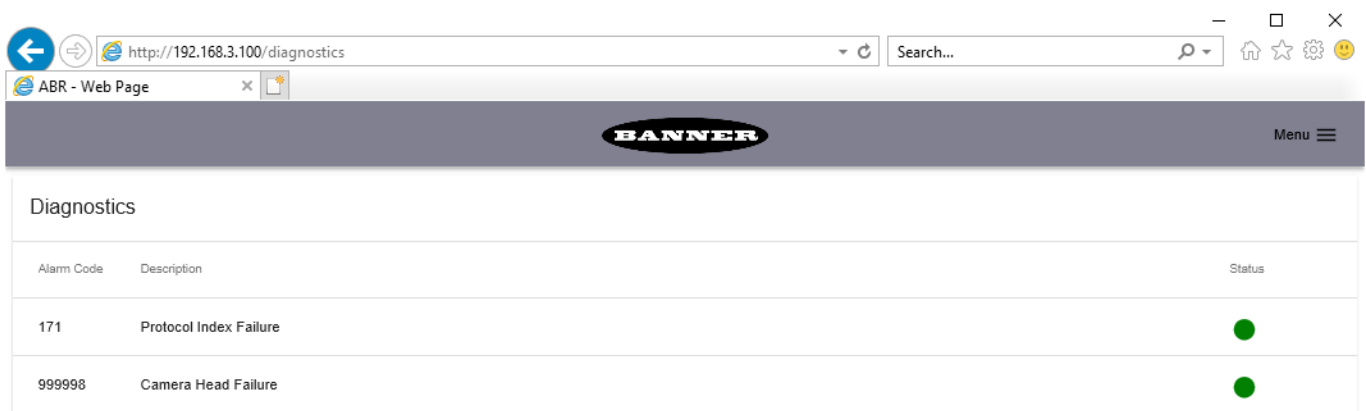 http://192.168.3.100/diagnostics Search...
ABR - Web Page
BANNER Menu
Diagnostics
Alarm Code Description Status
171 Protocol Index Failure
999998 Camera Head Failure